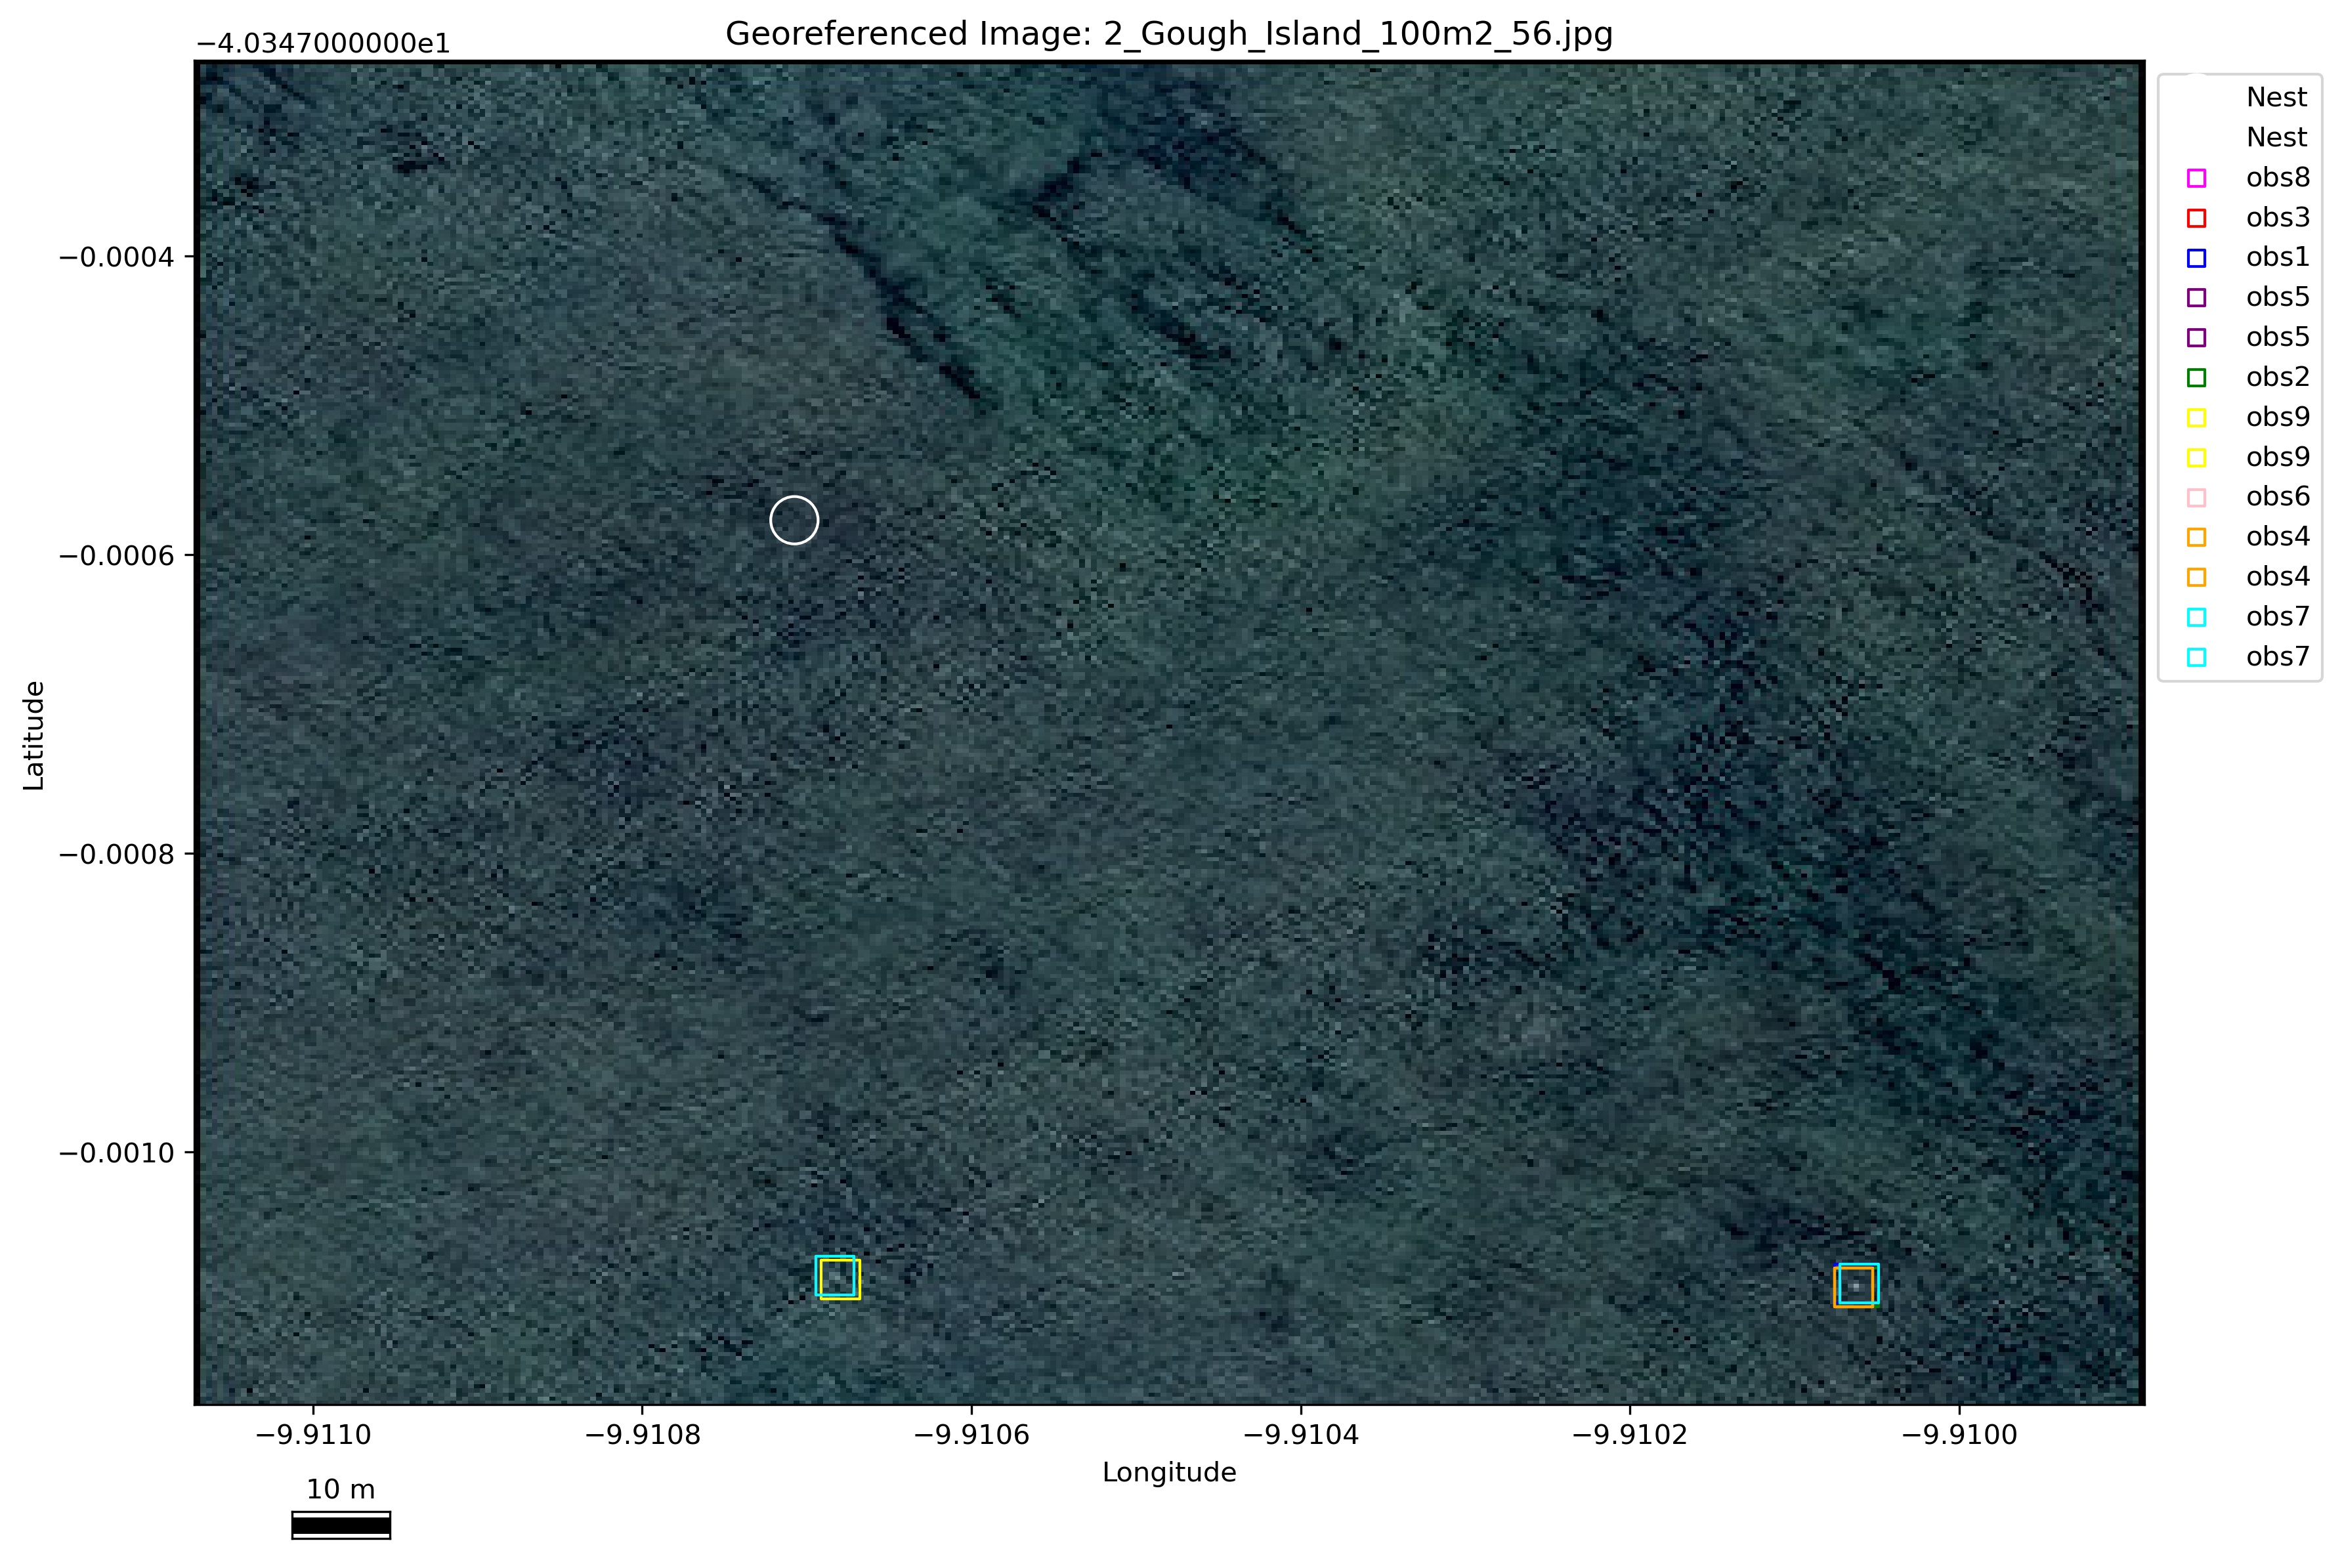 Georeferenced Image: 2_Gough_Island_100m2_56.jpg
−4.0347000000e1
Nest
Nest
obs8
obs3
obs1
obs5
obs5
obs2
obs9
obs9
obs6
obs4
obs4
obs7
obs7
Latitude
−0.0004
−0.0006
−0.0008
−0.0010
−9.9110
−9.9108
−9.9106
−9.9104
−9.9102
−9.9100
Longitude
10 m